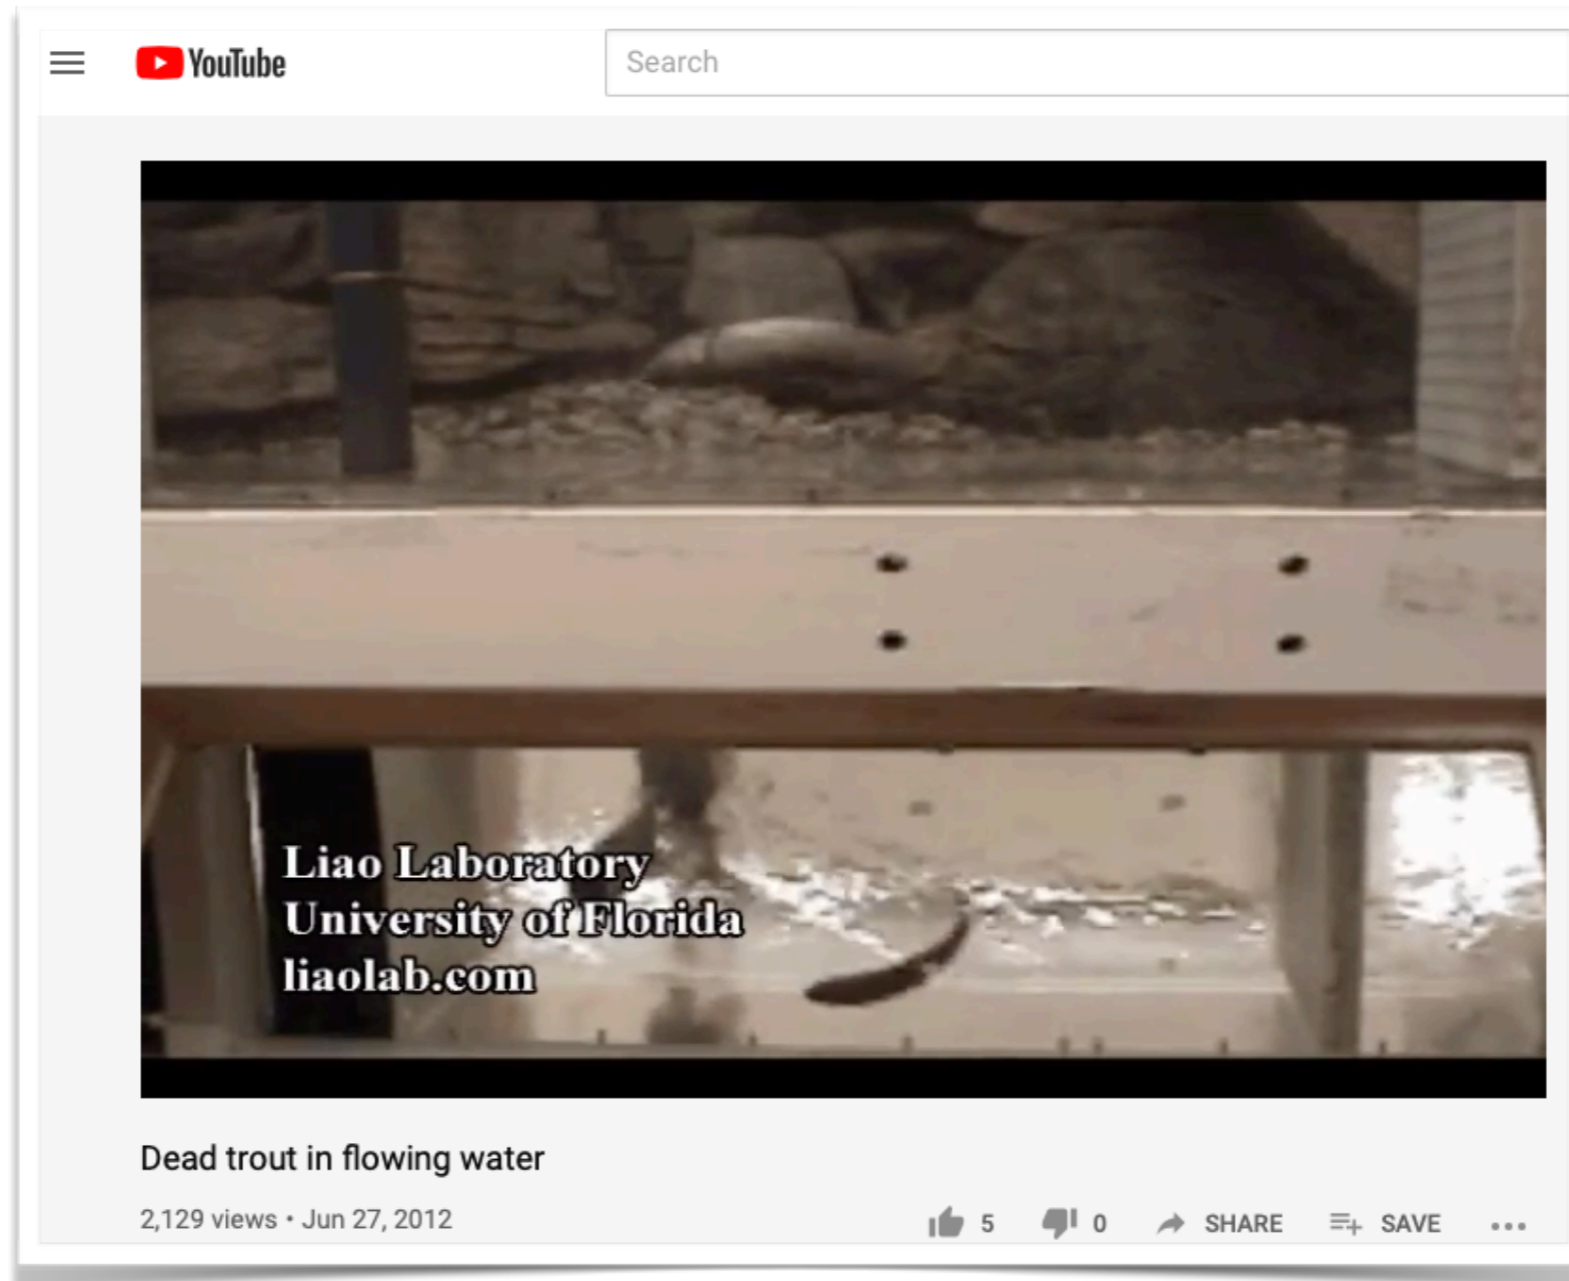 YouTube
Search
Liao Laboratory
University of Florida
liaolab.com
Dead trout in flowing water
2,129 views • Jun 27, 2012
5 0 SHARE SAVE